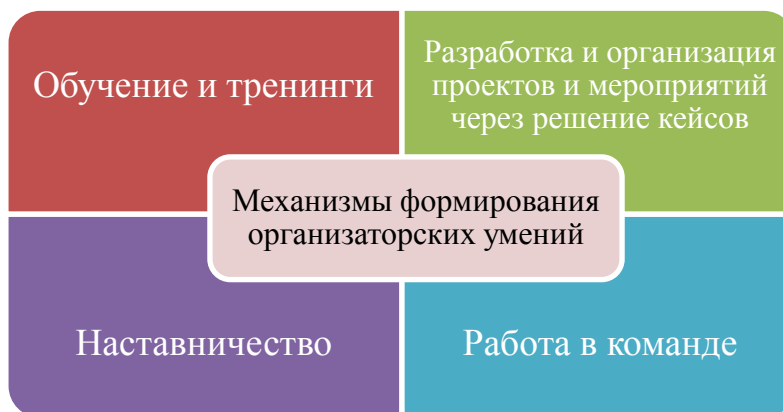 Обучение и тренинги
Разработка и организация
проектов и мероприятий
через решение кейсов
Механизмы формирования
организаторских умений
Наставничество
Работа в команде